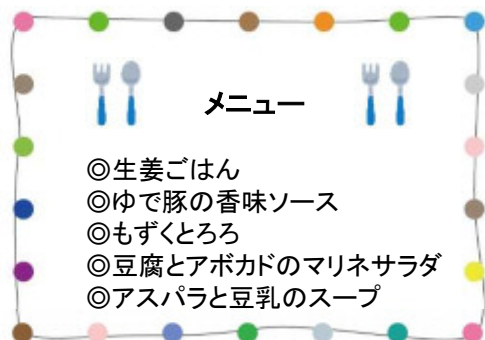 メニュー
◎生姜ごはん
◎ゆで豚の香味ソース
◎もずくとろろ
◎豆腐とアボカドのマリネサラダ
◎アスパラと豆乳のスープ